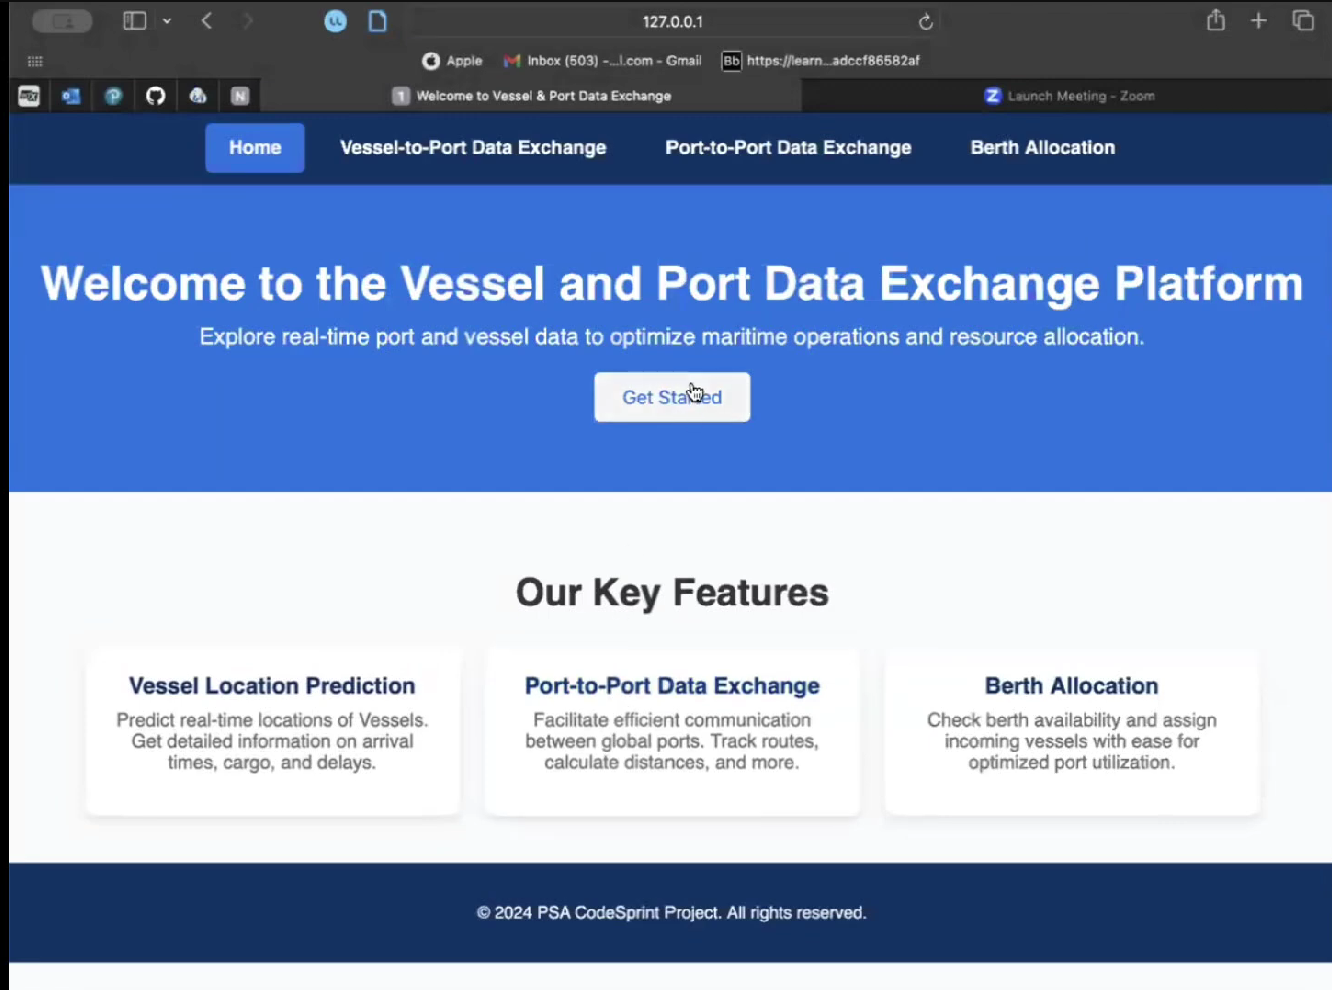 127.0.0.1
Apple
Inbox (503) -...l.com - Gmail
Bb https://learn...adccf86582af
N
1 Welcome to Vessel & Port Data Exchange
Z Launch Meeting - Zoom
Home
Vessel-to-Port Data Exchange
Port-to-Port Data Exchange
Berth Allocation
Welcome to the Vessel and Port Data Exchange Platform
Explore real-time port and vessel data to optimize maritime operations and resource allocation.
Get Started
Our Key Features
Vessel Location Prediction
Predict real-time locations of Vessels.
Get detailed information on arrival
times, cargo, and delays.
Port-to-Port Data Exchange
Facilitate efficient communication
between global ports. Track routes,
calculate distances, and more.
Berth Allocation
Check berth availability and assign
incoming vessels with ease for
optimized port utilization.
© 2024 PSA CodeSprint Project. All rights reserved.